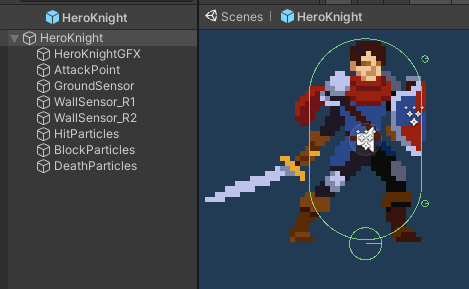 HeroKnight
Scenes
HeroKnight
HeroKnight
HeroKnightGFX
AttackPoint
GroundSensor
WallSensor_R1
WallSensor_R2
HitParticles
BlockParticles
DeathParticles